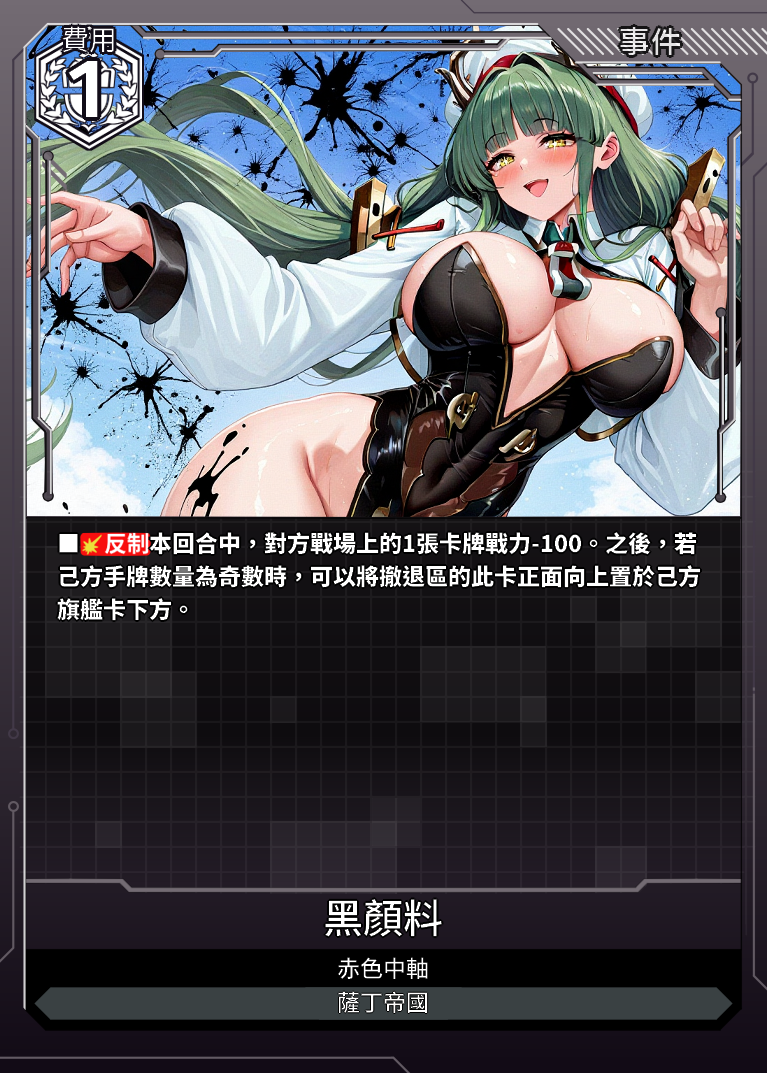 費用
1
事件
■💥反制本回合中，對方戰場上的1張卡牌戰力-100。之後，若
己方手牌數量為奇數時，可以將撤退區的此卡正面向上置於己方
旗艦卡下方。
黑顏料
赤色中軸
薩丁帝國